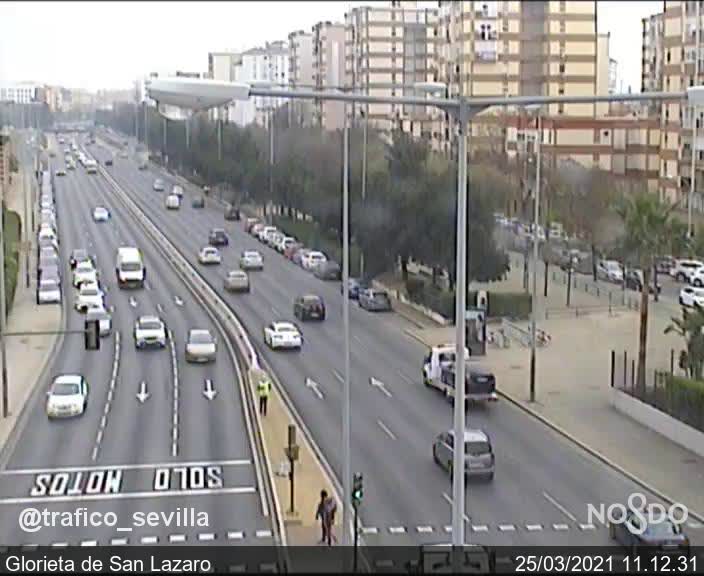 SOLO MOTOS
NO8DO
@trafico_sevilla
Glorieta de San Lazaro
25/03/2021 11.12.31